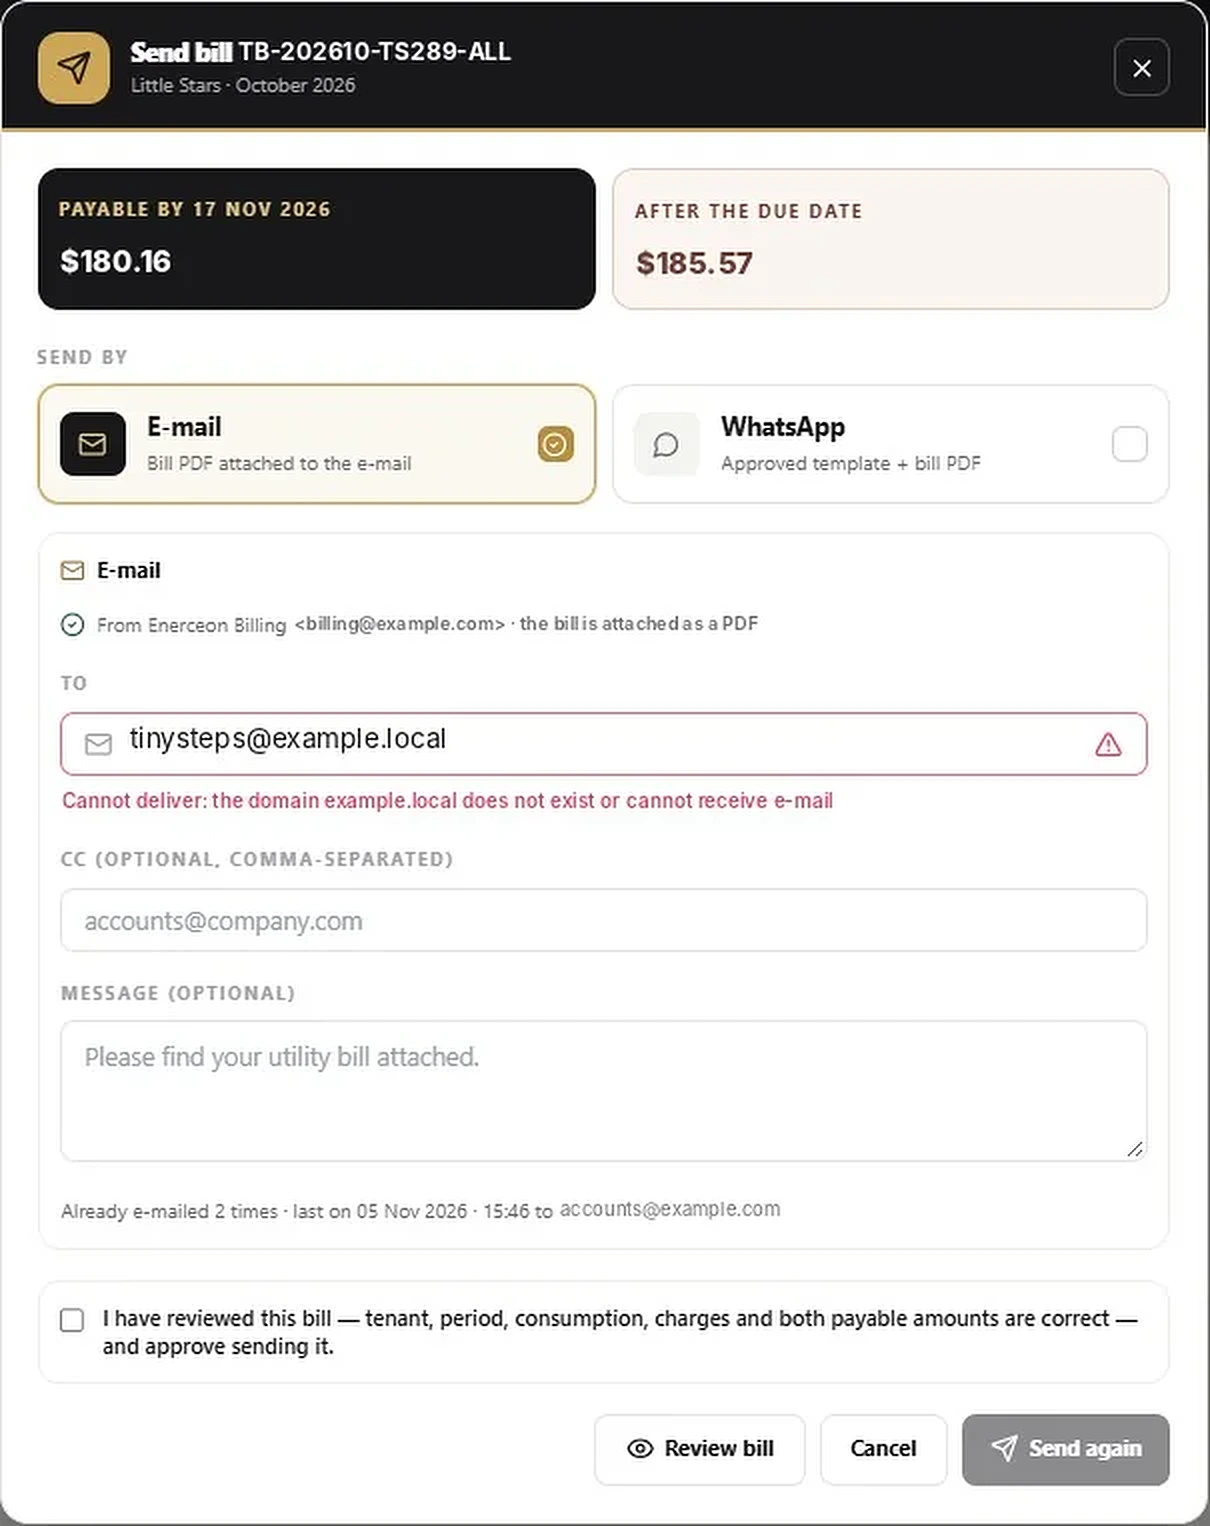 Send bill TB-202610-TS289-ALL
Little Stars · October 2026
PAYABLE BY 17 NOV 2026
$180.16
AFTER THE DUE DATE
$185.57
SEND BY
E-mail
Bill PDF attached to the e-mail
WhatsApp
Approved template + bill PDF
E-mail
From Enerceon Billing <billing@example.com> · the bill is attached as a PDF
TO
tinysteps@example.local
Cannot deliver: the domain example.local does not exist or cannot receive e-mail
CC (OPTIONAL, COMMA-SEPARATED)
accounts@company.com
MESSAGE (OPTIONAL)
Please find your utility bill attached.
Already e-mailed 2 times · last on 05 Nov 2026 · 15:46 to accounts@example.com
I have reviewed this bill — tenant, period, consumption, charges and both payable amounts are correct —
and approve sending it.
Review bill
Cancel
Send again